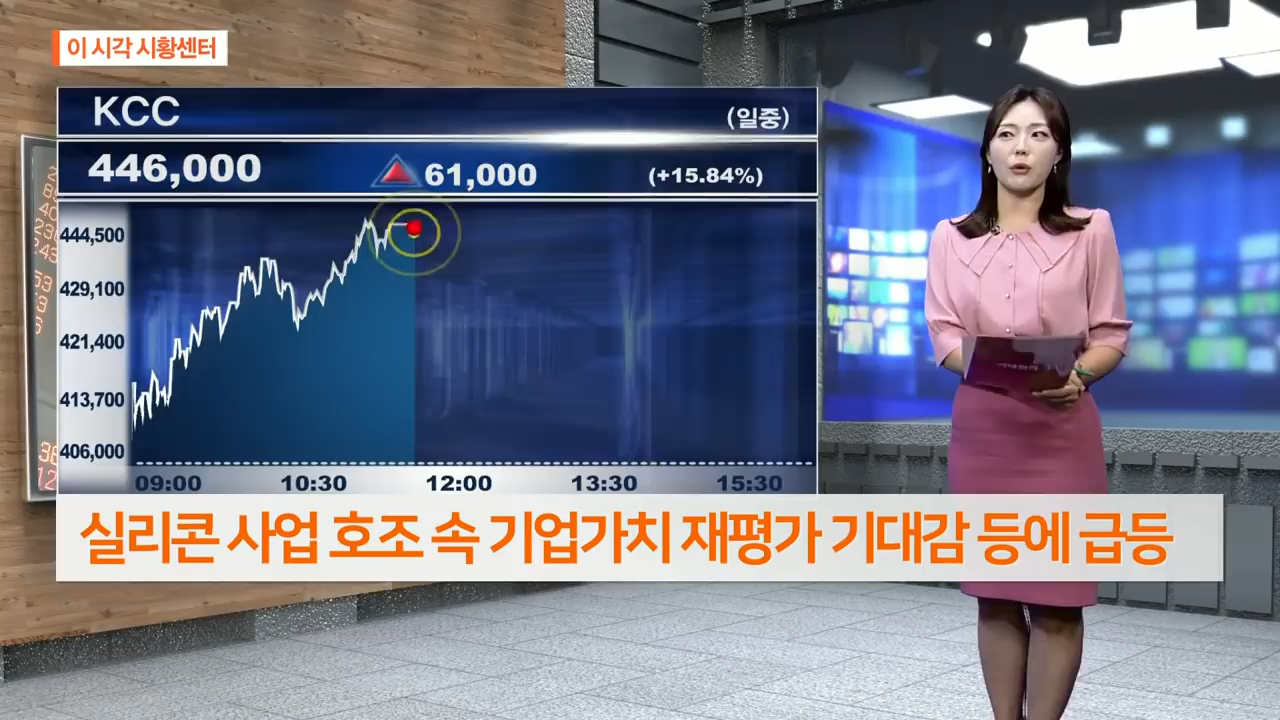 이 시각 시황센터
KCC
(일중)
446,000 ▲ 61,000 (+15.84%)
444,500
429,100
421,400
413,700
406,000
09:00 10:30 12:00 13:30 15:30
실리콘 사업 호조 속 기업가치 재평가 기대감 등에 급등